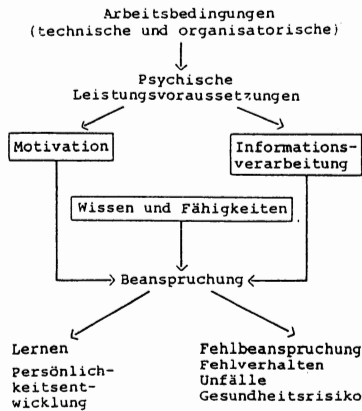 Arbeitsbedingungen
(technische und organisatorische)
Psychische
Leistungsvoraussetzungen
Motivation
Informations-
verarbeitung
Wissen und Fähigkeiten
Beanspruchung
Lernen
Persönlich-
keitsent-
wicklung
Fehlbeanspruchung
Fehlverhalten
Unfälle
Gesundheitsrisiko